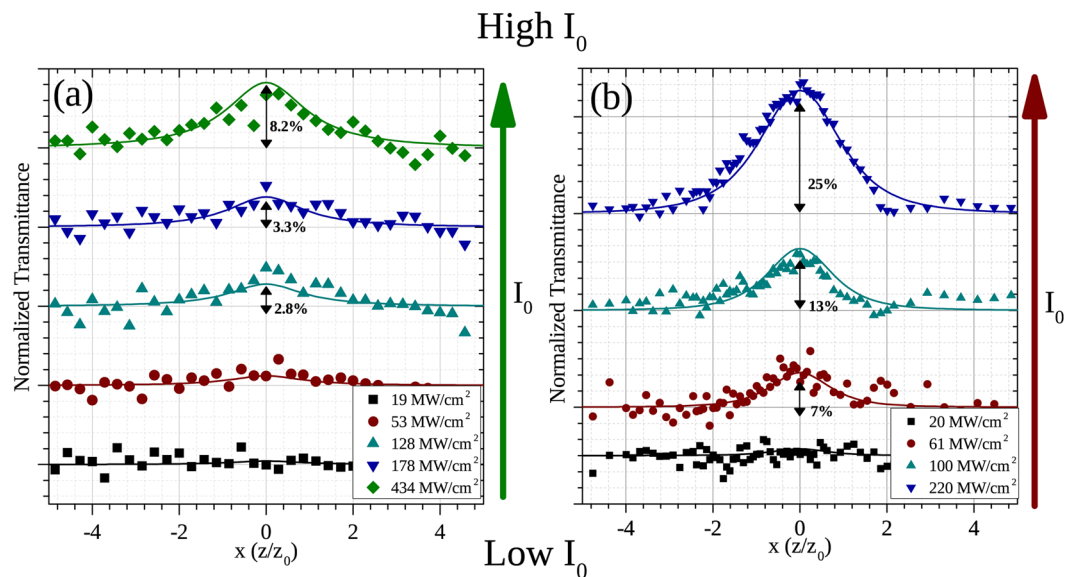 High I₀
(a)
8.2%
3.3%
2.8%
Normalized Transmittance
19 MW/cm²
53 MW/cm²
128 MW/cm²
178 MW/cm²
434 MW/cm²
-4 -2 0 2 4
x (z/z₀)
I₀
(b)
25%
13%
7%
Normalized Transmittance
20 MW/cm²
61 MW/cm²
100 MW/cm²
220 MW/cm²
-4 -2 0 2 4
x (z/z₀)
I₀
Low I₀